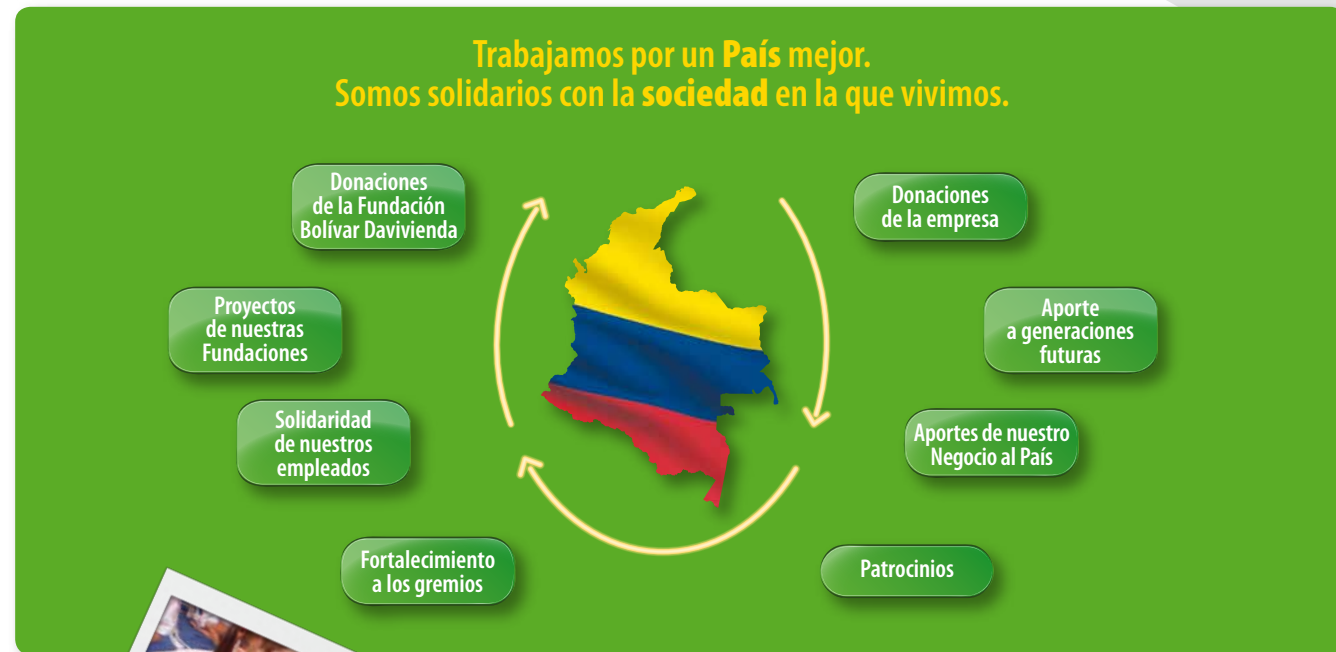 Trabajamos por un País mejor.
Somos solidarios con la sociedad en la que vivimos.
Donaciones
de la Fundación
Bolívar Davivienda
Donaciones
de la empresa
Proyectos
de nuestras
Fundaciones
Aporte
a generaciones
futuras
Solidaridad
de nuestros
empleados
Aportes de nuestro
Negocio al País
Fortalecimiento
a los gremios
Patrocinios